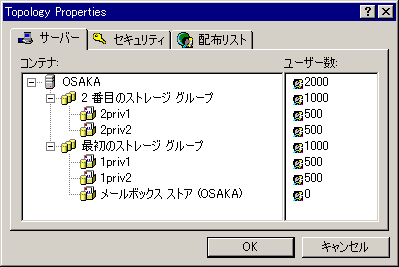 Topology Properties
サーバー セキュリティ 配布リスト
コンテナ: ユーザー数:
OSAKA 2000
2 番目のストレージ グループ 1000
2priv1 500
2priv2 500
最初のストレージ グループ 1000
1priv1 500
1priv2 500
メールボックス ストア (OSAKA) 0
OK キャンセル